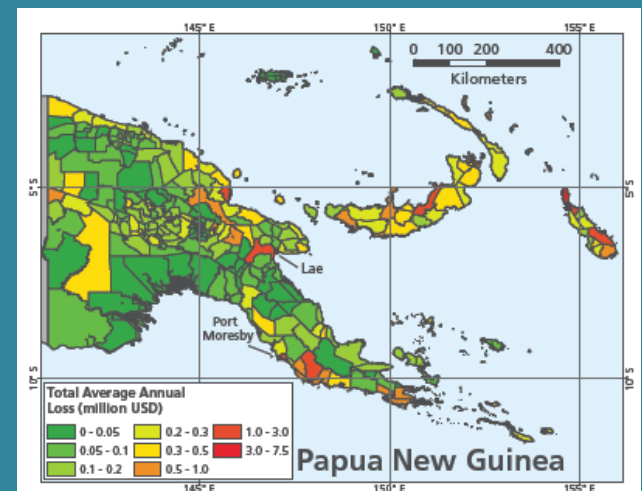 145°E 150°E 155°E
0 100 200 400
Kilometers
5°S 5°S
Lae
Port
Moresby
10°S 10°S
Total Average Annual
Loss (million USD)
0 - 0.05 0.2 - 0.3 1.0 - 3.0
0.05 - 0.1 0.3 - 0.5 3.0 - 7.5
0.1 - 0.2 0.5 - 1.0
Papua New Guinea
145°E 150°E 155°E